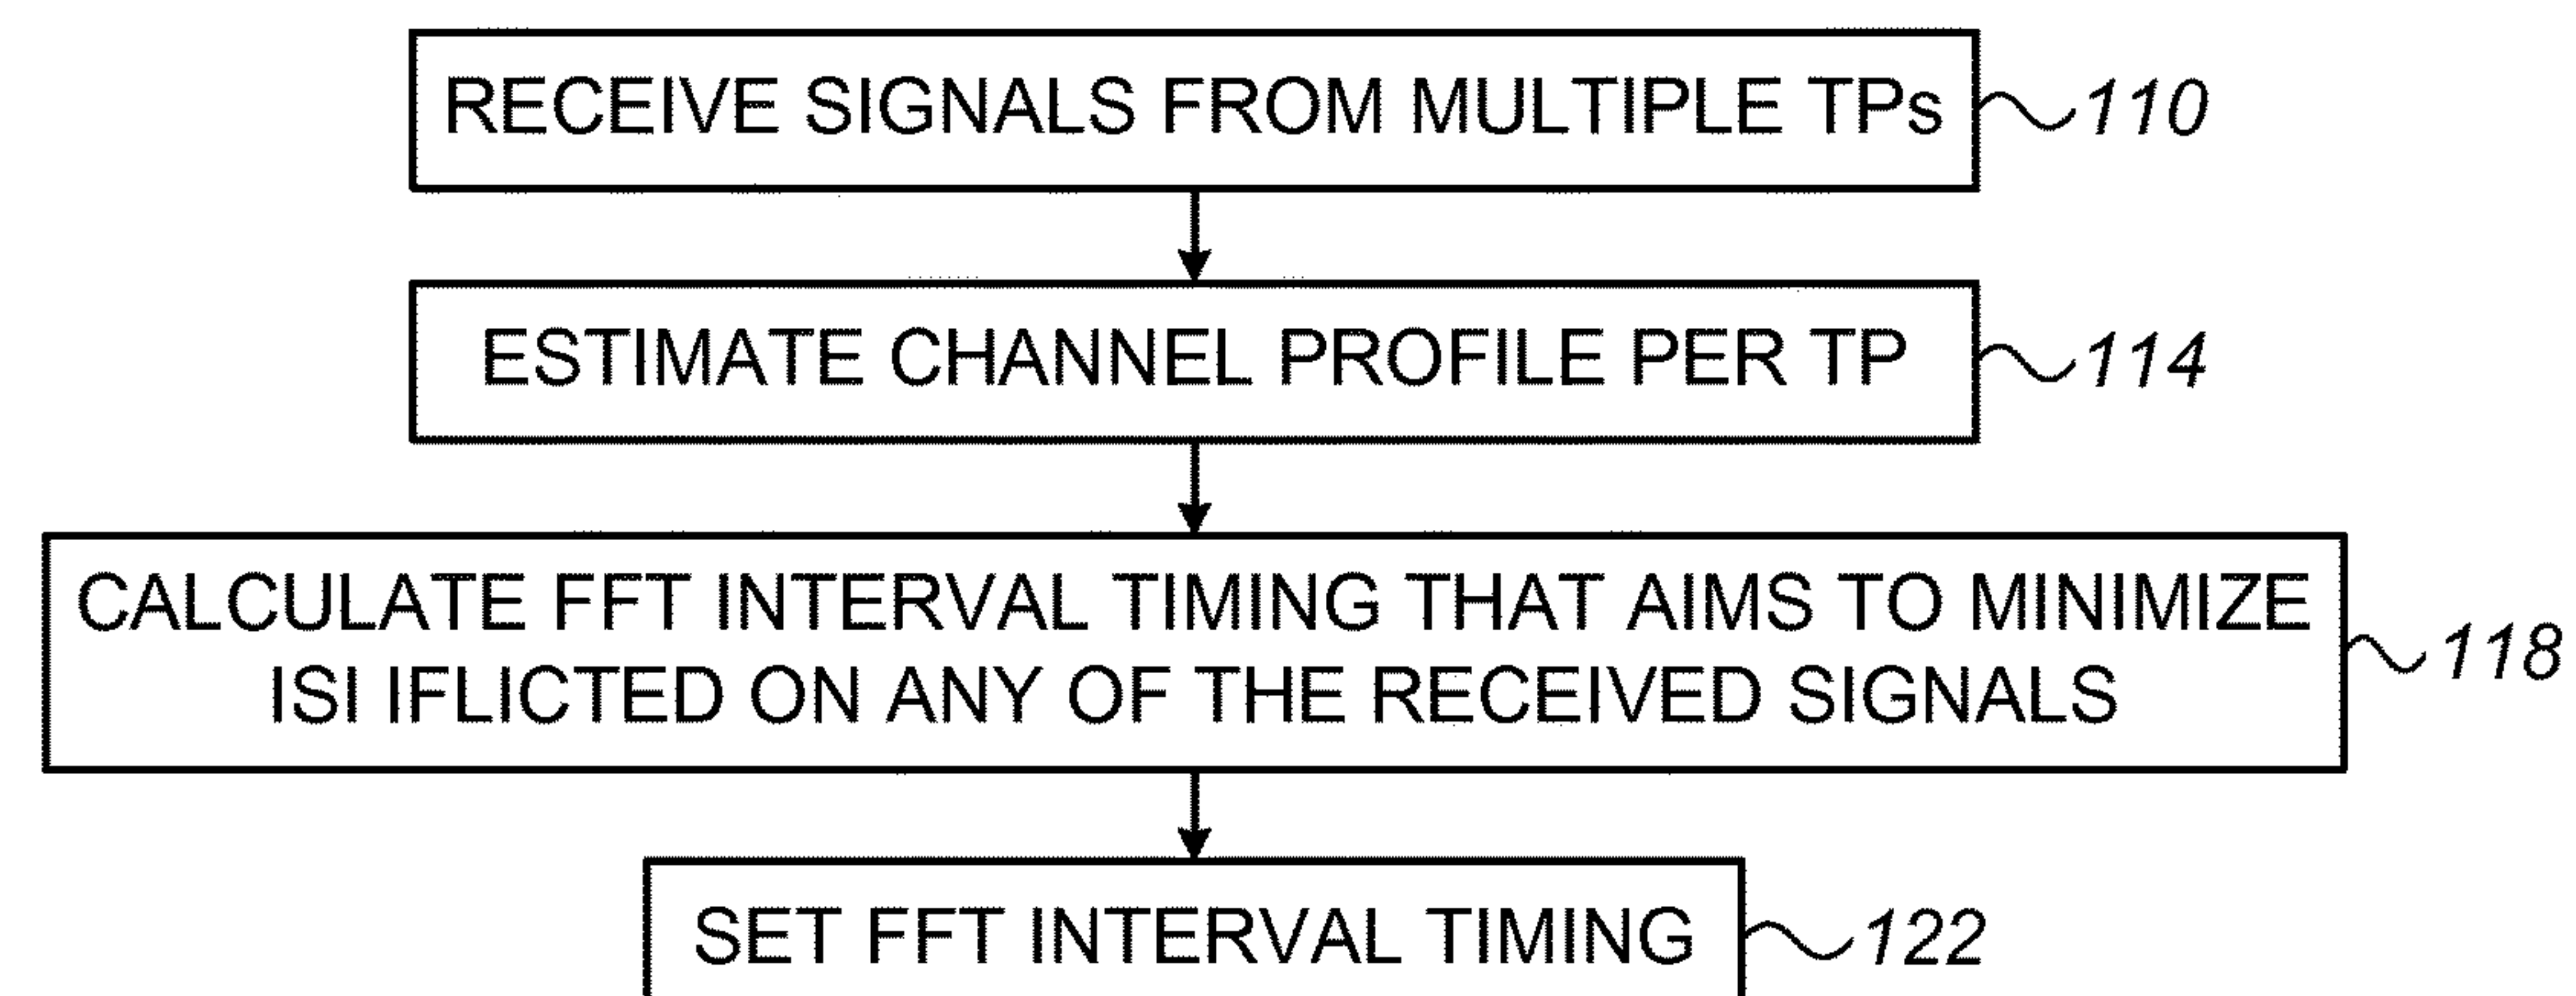 RECEIVE SIGNALS FROM MULTIPLE TPs 110
ESTIMATE CHANNEL PROFILE PER TP 114
CALCULATE FFT INTERVAL TIMING THAT AIMS TO MINIMIZE
ISI IFLICTED ON ANY OF THE RECEIVED SIGNALS 118
SET FFT INTERVAL TIMING 122